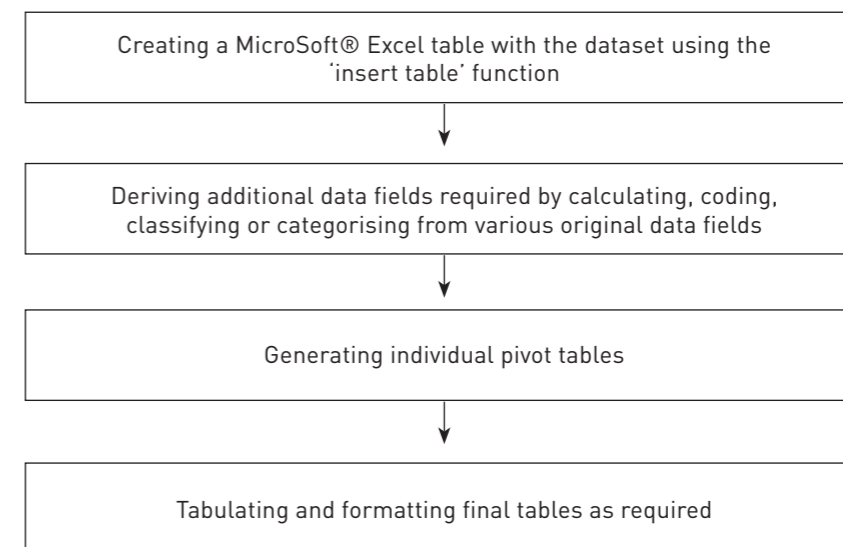 Creating a MicroSoft® Excel table with the dataset using the
‘insert table’ function
Deriving additional data fields required by calculating, coding,
classifying or categorising from various original data fields
Generating individual pivot tables
Tabulating and formatting final tables as required